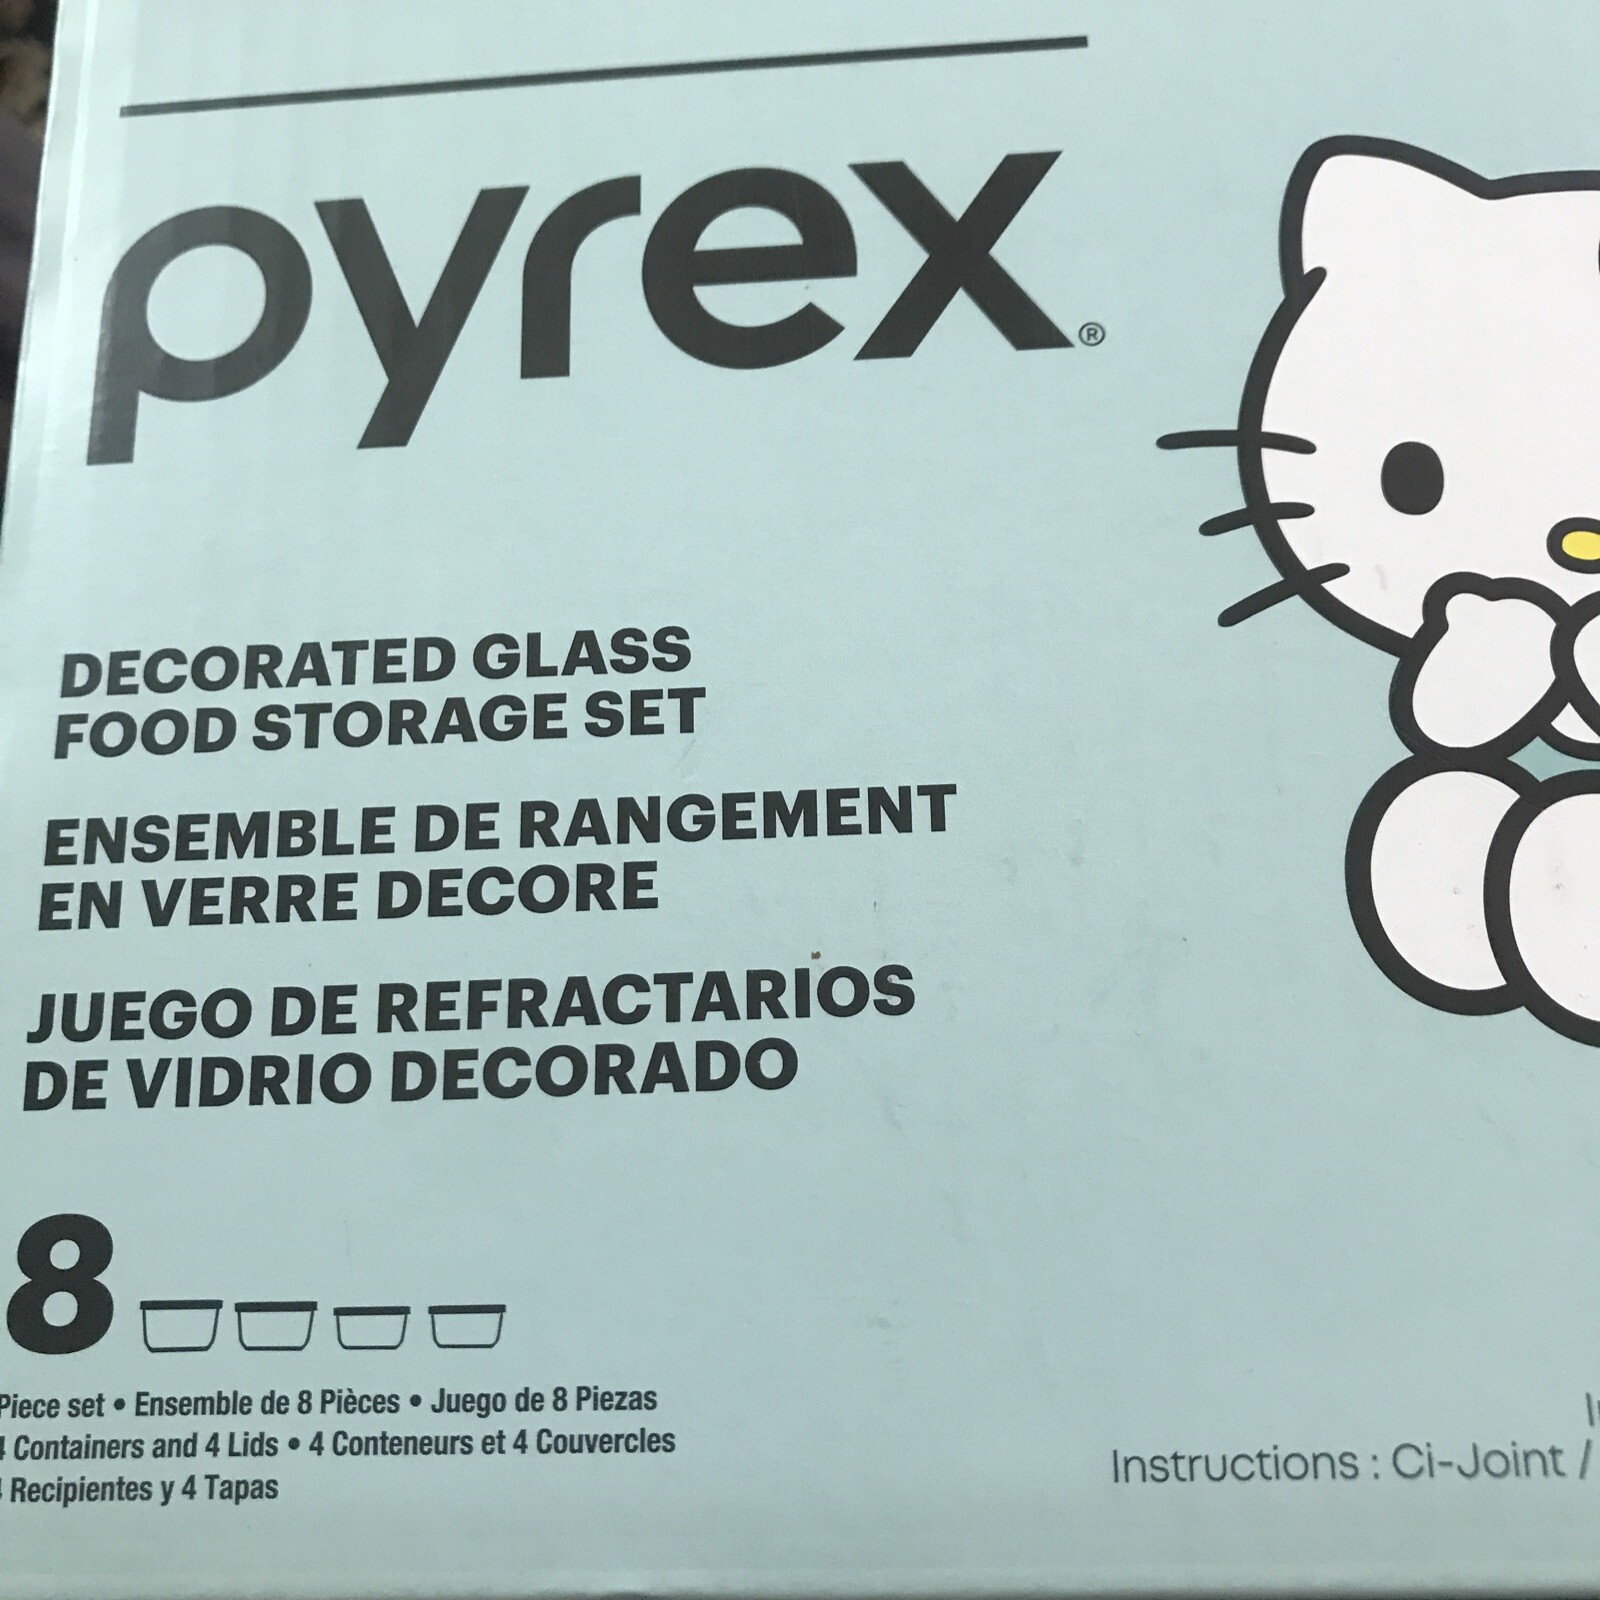 pyrex®
DECORATED GLASS
FOOD STORAGE SET
ENSEMBLE DE RANGEMENT
EN VERRE DECORE
JUEGO DE REFRACTARIOS
DE VIDRIO DECORADO
8
Piece set • Ensemble de 8 Pièces • Juego de 8 Piezas
4 Containers and 4 Lids • 4 Conteneurs et 4 Couvercles
4 Recipientes y 4 Tapas
Instructions : Ci-Joint /